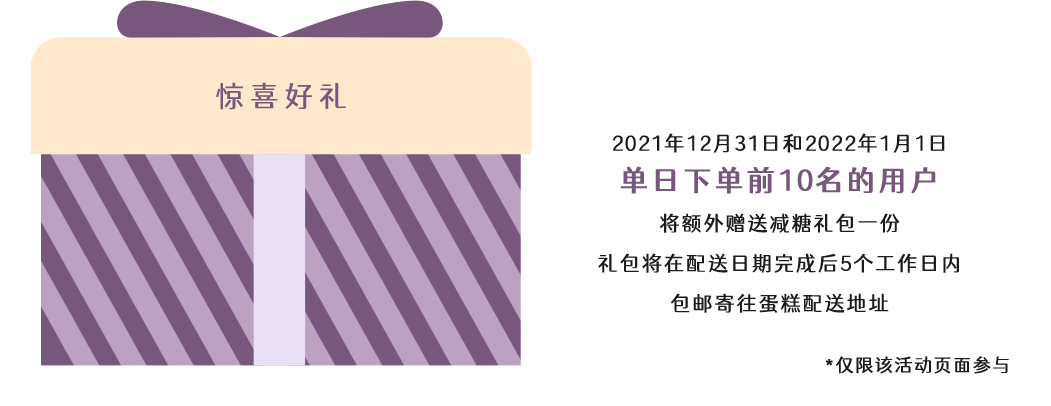 惊喜好礼
2021年12月31日和2022年1月1日
单日下单前10名的用户
将额外赠送减糖礼包一份
礼包将在配送日期完成后5个工作日内
包邮寄往蛋糕配送地址
*仅限该活动页面参与